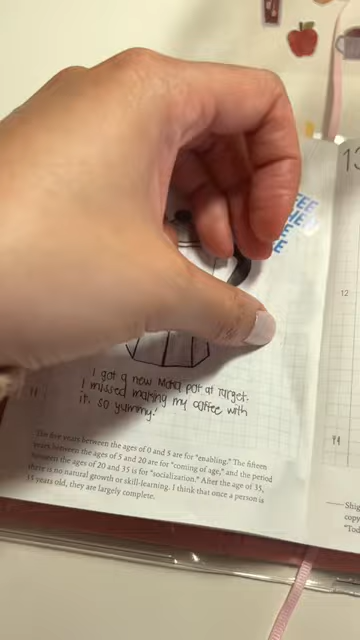 13
12
I got a new Moka pot at Target.
I missed making my coffee with
it. so yummy!
The five years between the ages of 0 and 5 are for "enabling." The fifteen
years between the ages of 5 and 20 are for "coming of age," and the period
between the ages of 20 and 35 is for "socialization." After the age of 35,
there is no natural growth or skill-learning. I think that once a person is
35 years old, they are largely complete.
— Shig
copy
"Tod